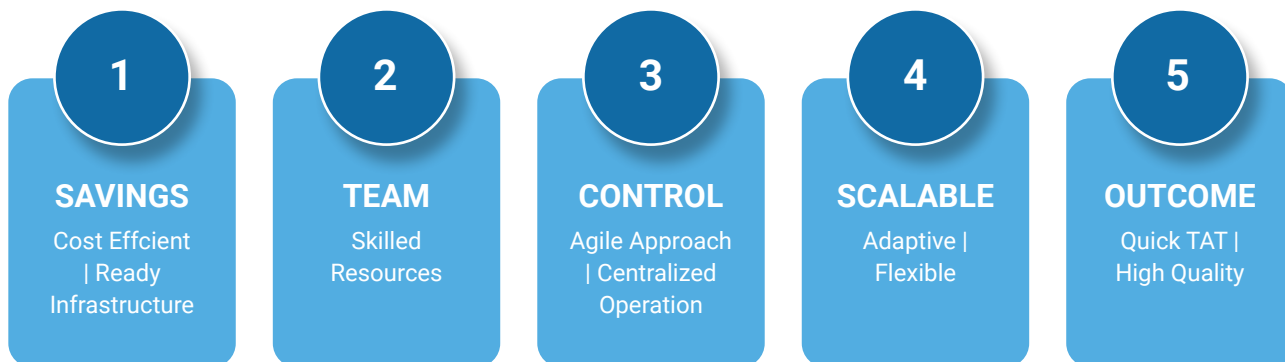 1
SAVINGS
Cost Effcient
| Ready
Infrastructure
2
TEAM
Skilled
Resources
3
CONTROL
Agile Approach
| Centralized
Operation
4
SCALABLE
Adaptive |
Flexible
5
OUTCOME
Quick TAT |
High Quality